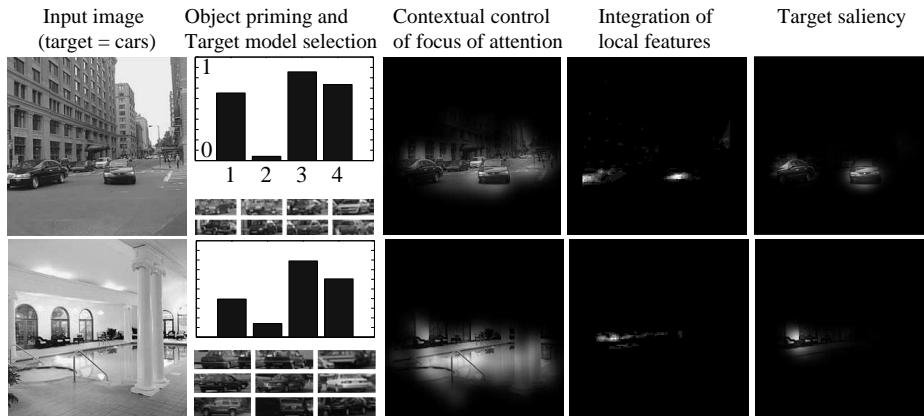 Input image
(target = cars)
Object priming and
Target model selection
Contextual control
of focus of attention
Integration of
local features
Target saliency
1
0
1 2 3 4